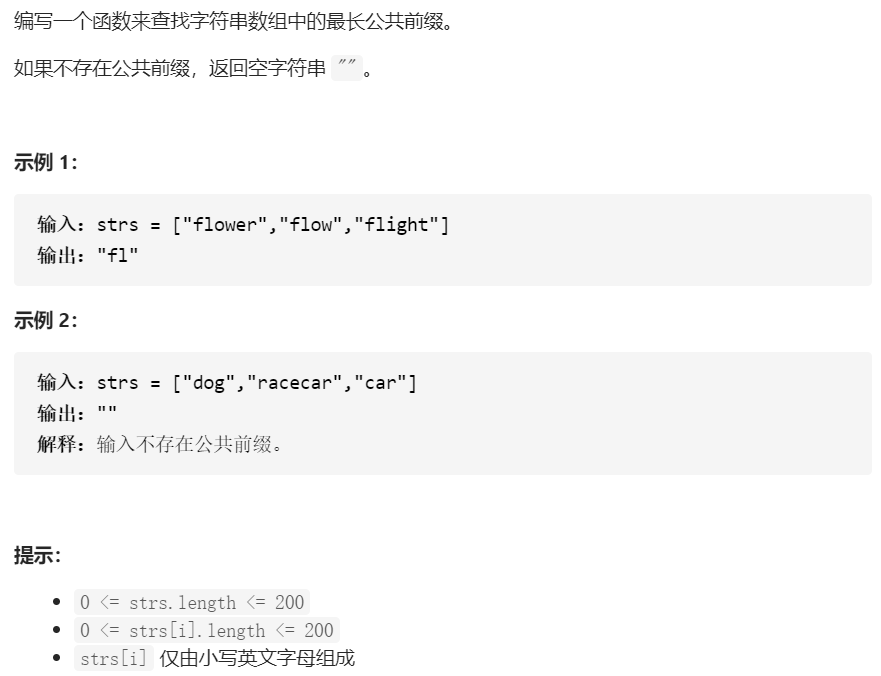 编写一个函数来查找字符串数组中的最长公共前缀。
如果不存在公共前缀，返回空字符串 ""。
示例 1：
输入：strs = ["flower","flow","flight"]
输出："fl"
示例 2：
输入：strs = ["dog","racecar","car"]
输出：""
解释：输入不存在公共前缀。
提示：
• 0 <= strs.length <= 200
• 0 <= strs[i].length <= 200
• strs[i] 仅由小写英文字母组成